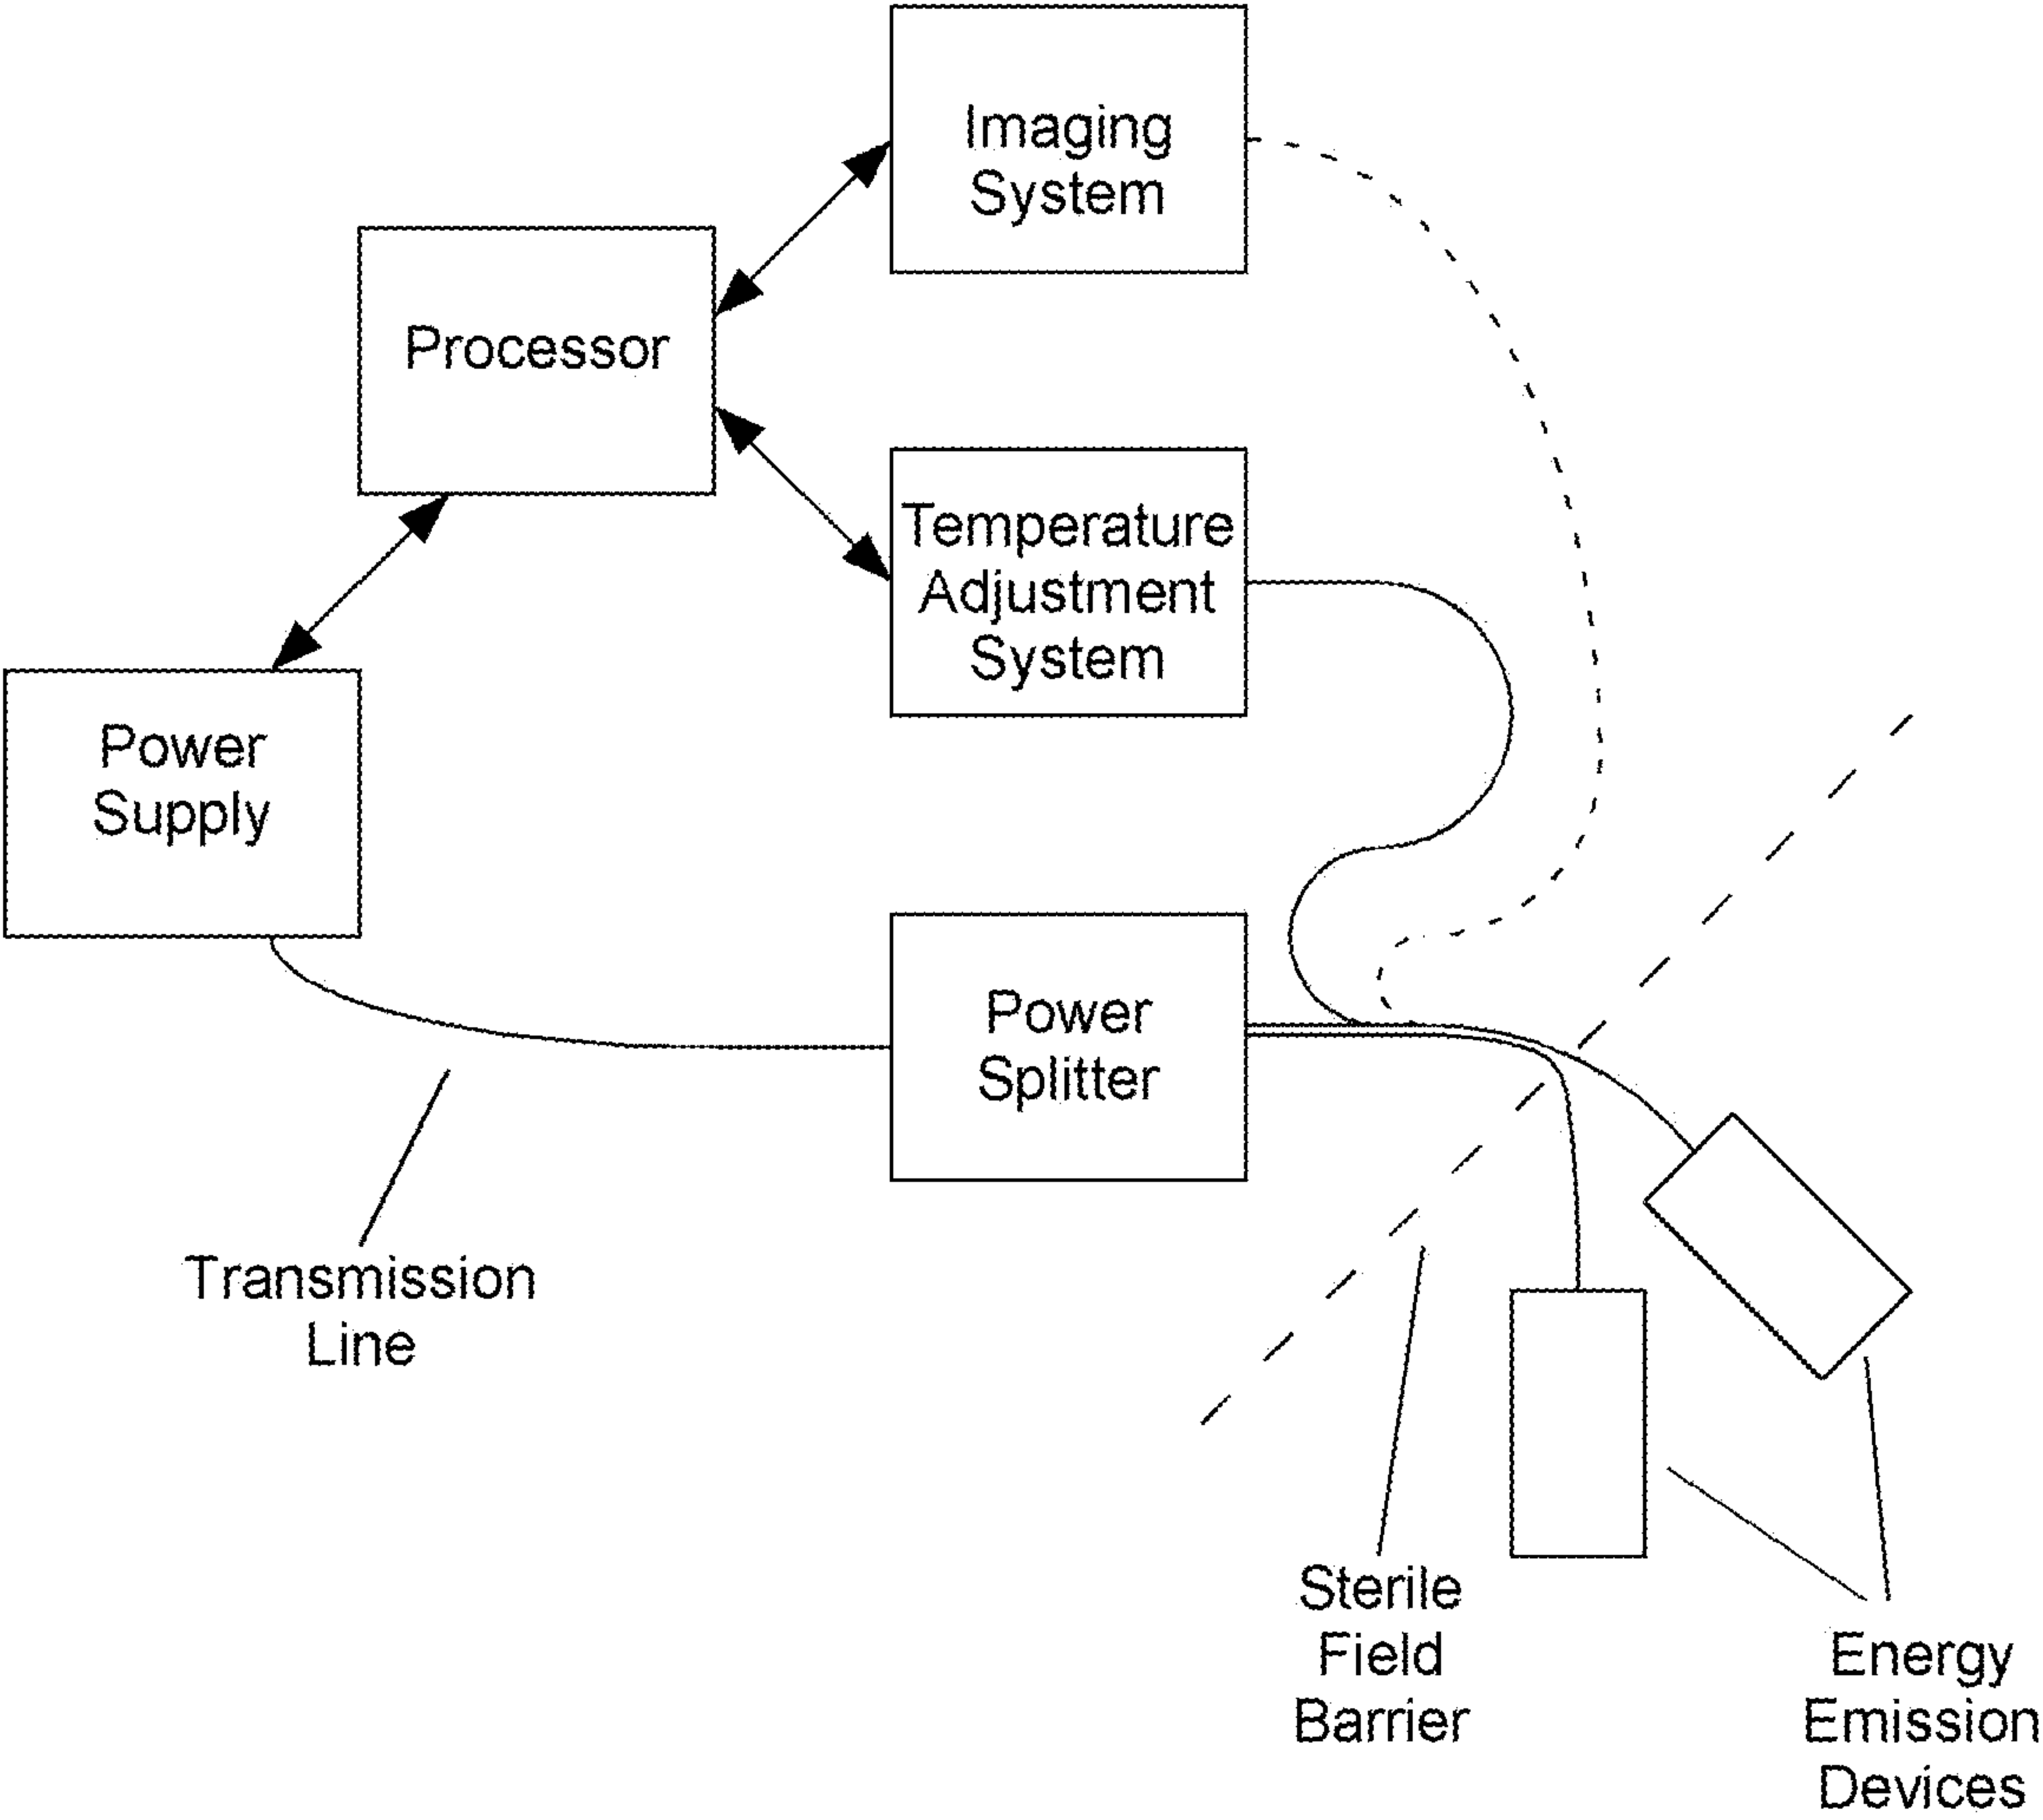 Imaging
System
Processor
Temperature
Adjustment
System
Power
Supply
Power
Splitter
Transmission
Line
Sterile
Field
Barrier
Energy
Emission
Devices